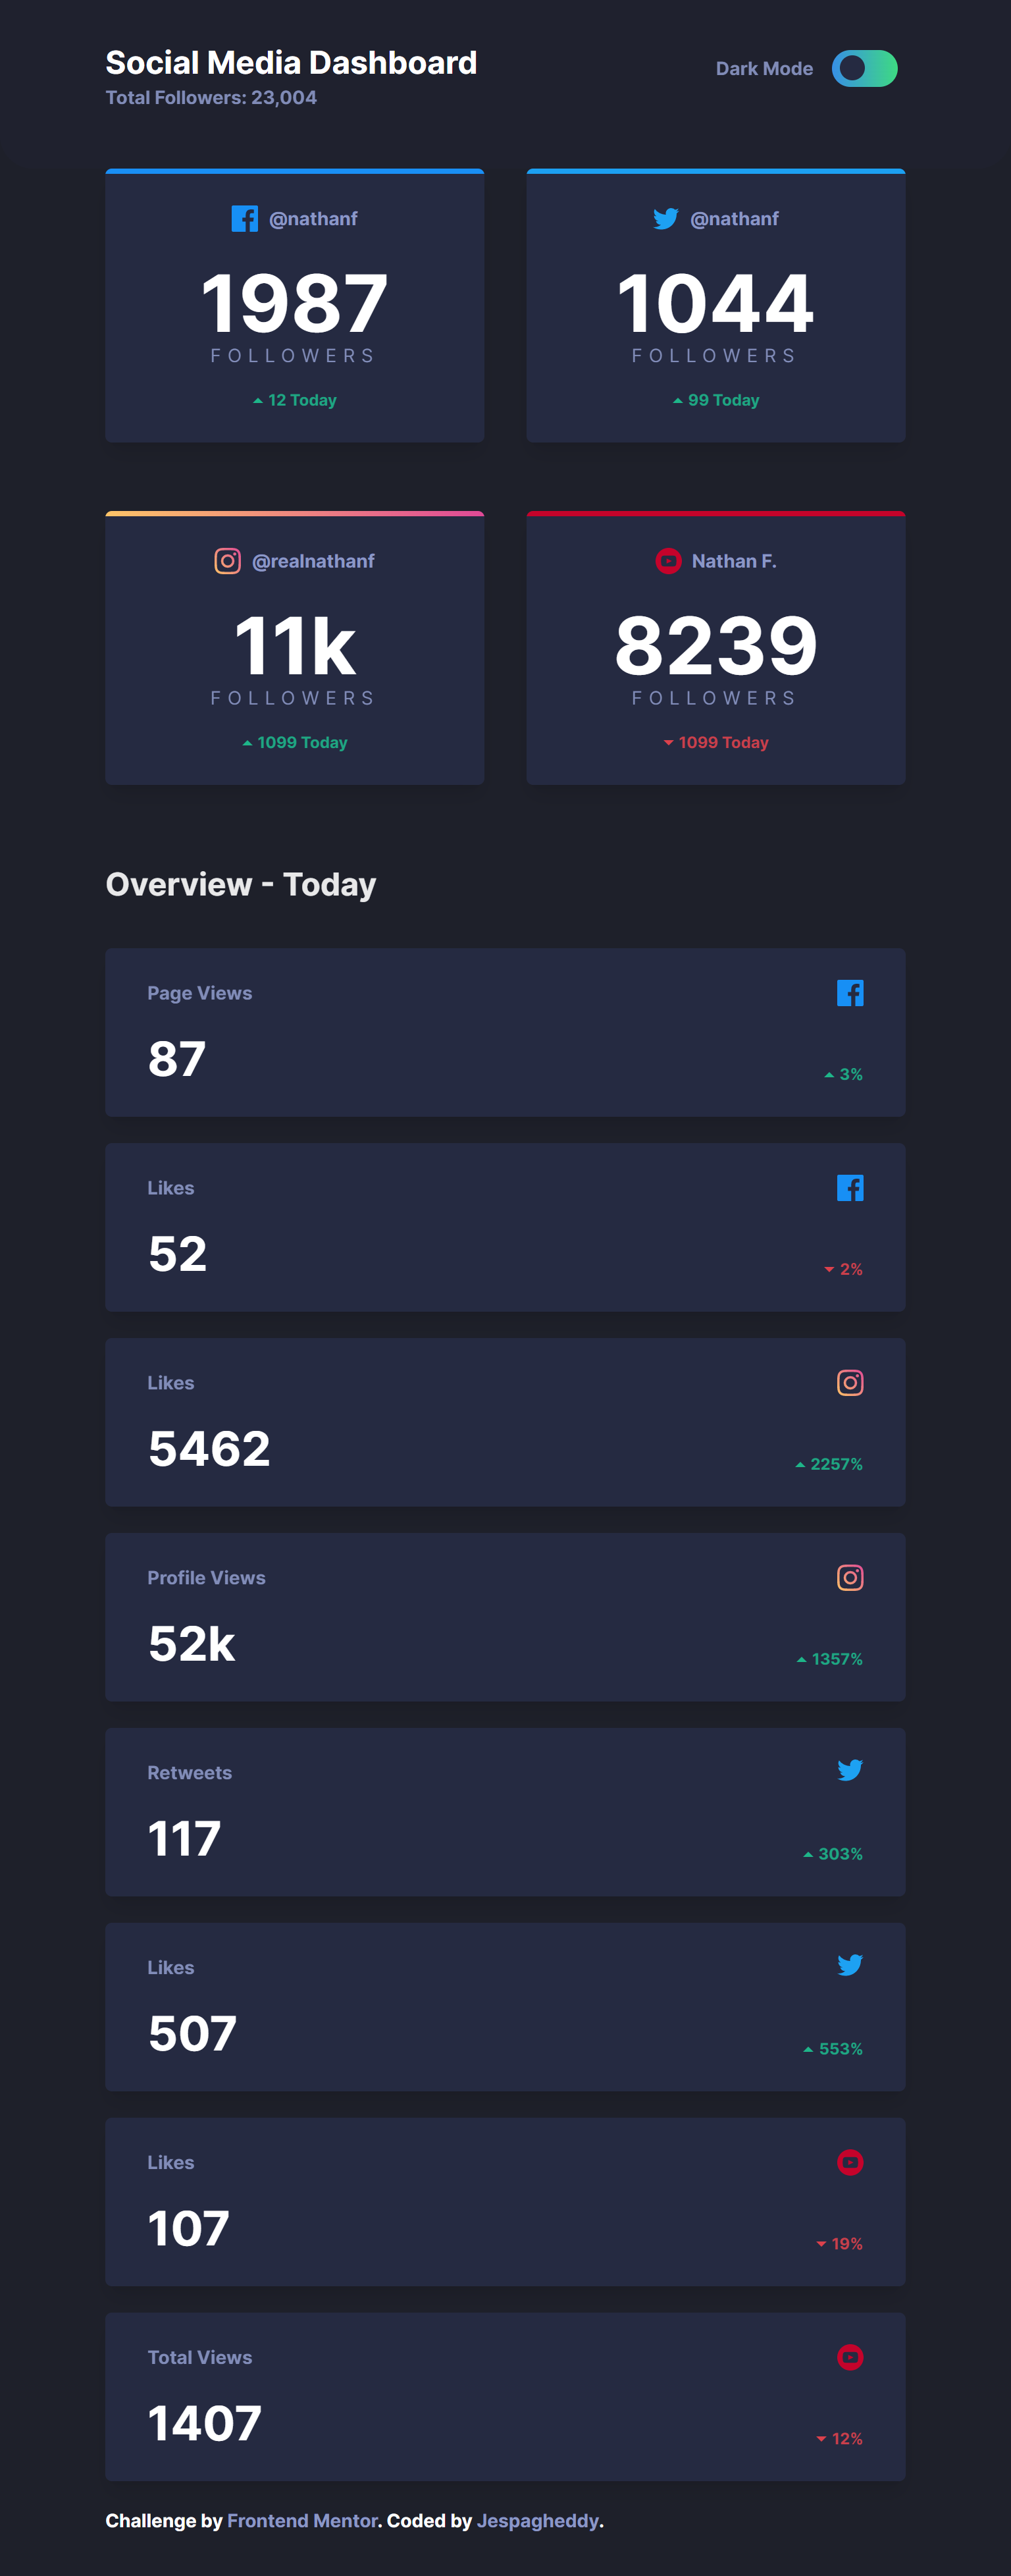 Social Media Dashboard
Total Followers: 23,004
Dark Mode
@nathanf
1987
FOLLOWERS
12 Today
@nathanf
1044
FOLLOWERS
99 Today
@realnathanf
11k
FOLLOWERS
1099 Today
Nathan F.
8239
FOLLOWERS
1099 Today
Overview - Today
Page Views
87
3%
Likes
52
2%
Likes
5462
2257%
Profile Views
52k
1357%
Retweets
117
303%
Likes
507
553%
Likes
107
19%
Total Views
1407
12%
Challenge by Frontend Mentor. Coded by Jespagheddy.